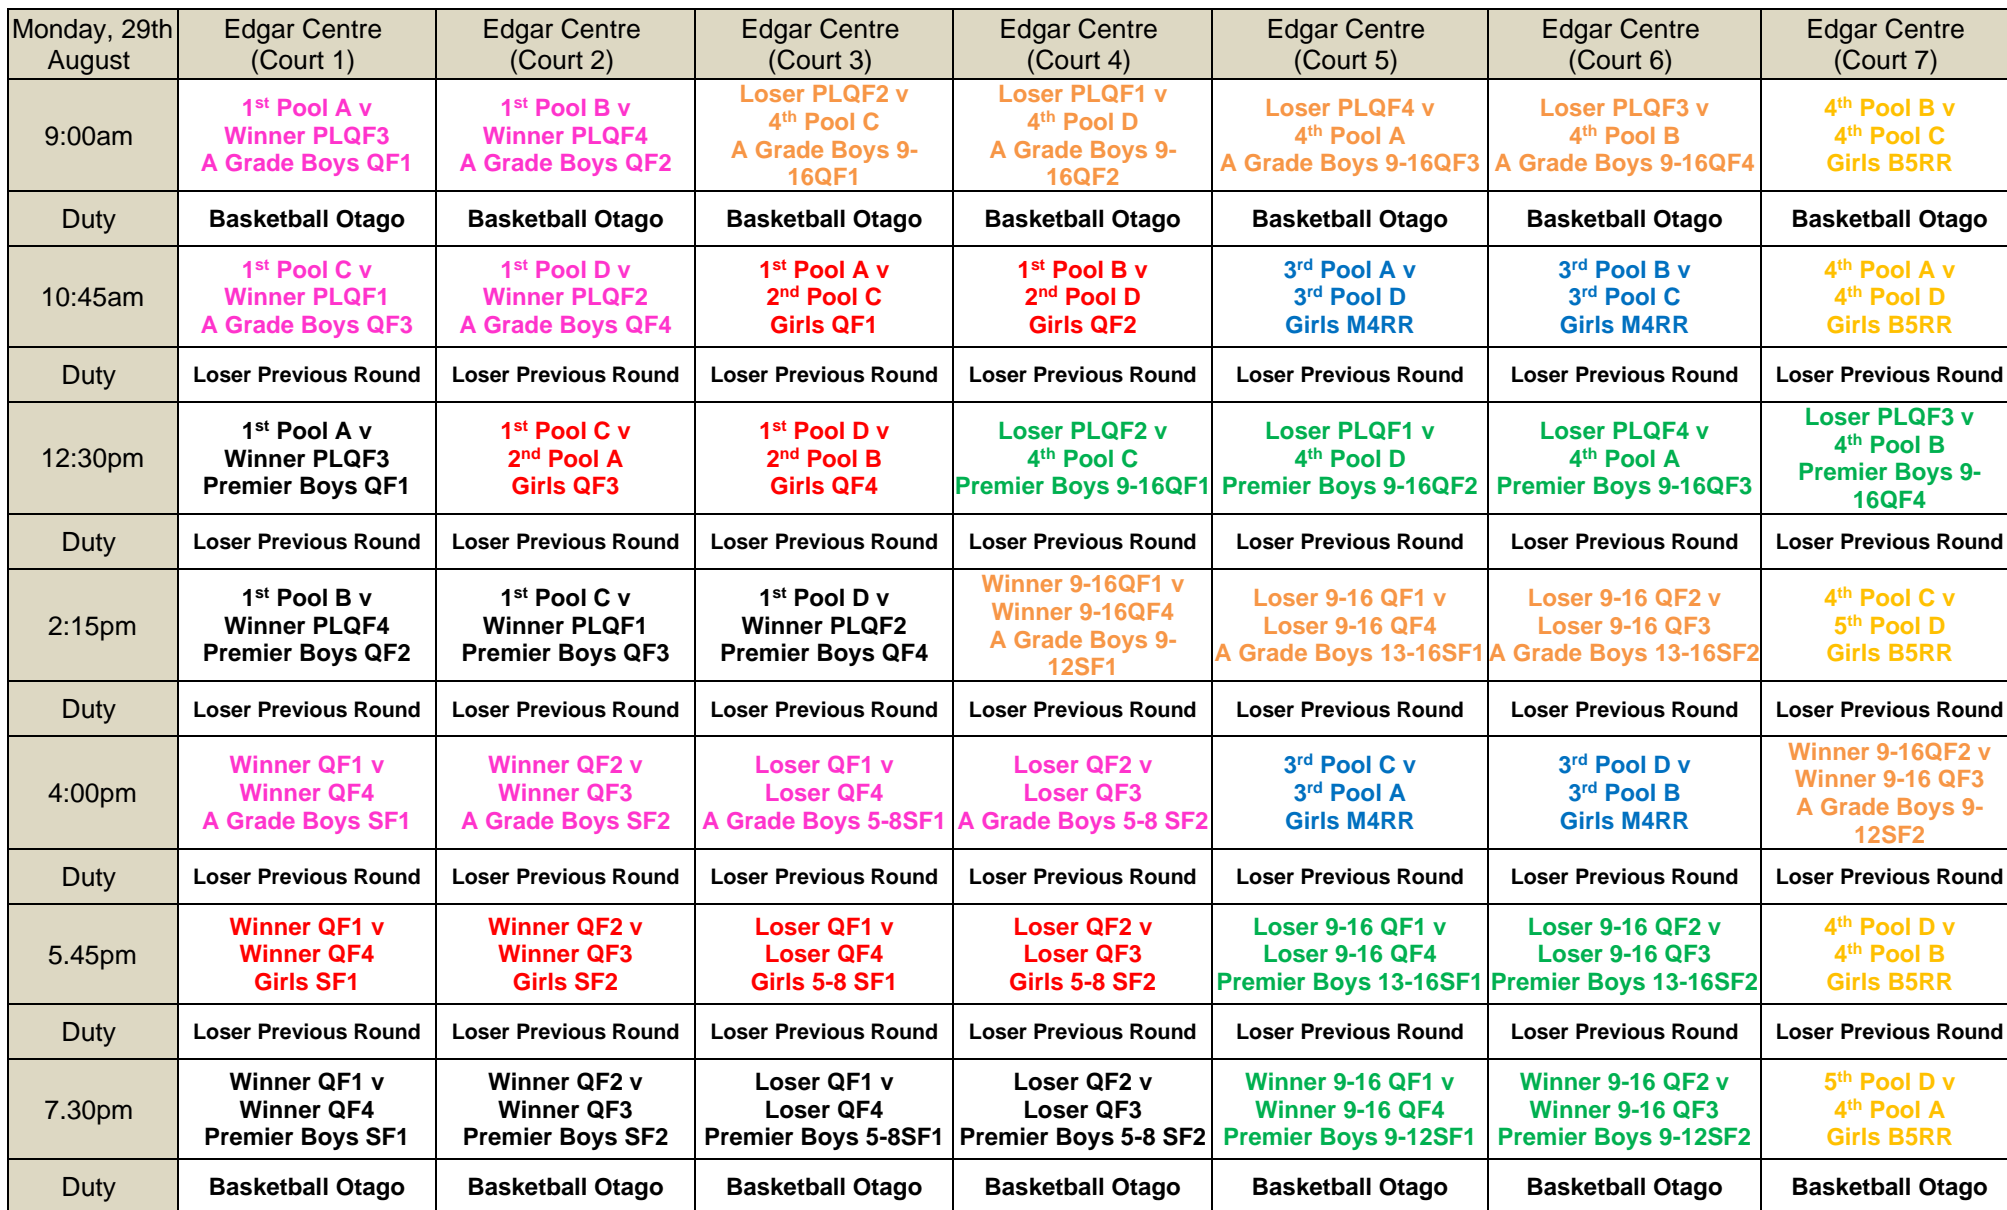 Monday, 29th
August
Edgar Centre
(Court 1)
Edgar Centre
(Court 2)
Edgar Centre
(Court 3)
Edgar Centre
(Court 4)
Edgar Centre
(Court 5)
Edgar Centre
(Court 6)
Edgar Centre
(Court 7)
9:00am
1st Pool A v
Winner PLQF3
A Grade Boys QF1
1st Pool B v
Winner PLQF4
A Grade Boys QF2
Loser PLQF2 v
4th Pool C
A Grade Boys 9-
16QF1
Loser PLQF1 v
4th Pool D
A Grade Boys 9-
16QF2
Loser PLQF4 v
4th Pool A
A Grade Boys 9-16QF3
Loser PLQF3 v
4th Pool B
A Grade Boys 9-16QF4
4th Pool B v
4th Pool C
Girls B5RR
Duty
Basketball Otago
Basketball Otago
Basketball Otago
Basketball Otago
Basketball Otago
Basketball Otago
Basketball Otago
10:45am
1st Pool C v
Winner PLQF1
A Grade Boys QF3
1st Pool D v
Winner PLQF2
A Grade Boys QF4
1st Pool A v
2nd Pool C
Girls QF1
1st Pool B v
2nd Pool D
Girls QF2
3rd Pool A v
3rd Pool D
Girls M4RR
3rd Pool B v
3rd Pool C
Girls M4RR
4th Pool A v
4th Pool D
Girls B5RR
Duty
Loser Previous Round
Loser Previous Round
Loser Previous Round
Loser Previous Round
Loser Previous Round
Loser Previous Round
Loser Previous Round
12:30pm
1st Pool A v
Winner PLQF3
Premier Boys QF1
1st Pool C v
2nd Pool A
Girls QF3
1st Pool D v
2nd Pool B
Girls QF4
Loser PLQF2 v
4th Pool C
Premier Boys 9-16QF1
Loser PLQF1 v
4th Pool D
Premier Boys 9-16QF2
Loser PLQF4 v
4th Pool A
Premier Boys 9-16QF3
Loser PLQF3 v
4th Pool B
Premier Boys 9-
16QF4
Duty
Loser Previous Round
Loser Previous Round
Loser Previous Round
Loser Previous Round
Loser Previous Round
Loser Previous Round
Loser Previous Round
2:15pm
1st Pool B v
Winner PLQF4
Premier Boys QF2
1st Pool C v
Winner PLQF1
Premier Boys QF3
1st Pool D v
Winner PLQF2
Premier Boys QF4
Winner 9-16QF1 v
Winner 9-16QF4
A Grade Boys 9-
12SF1
Loser 9-16 QF1 v
Loser 9-16 QF4
A Grade Boys 13-16SF1
Loser 9-16 QF2 v
Loser 9-16 QF3
A Grade Boys 13-16SF2
4th Pool C v
5th Pool D
Girls B5RR
Duty
Loser Previous Round
Loser Previous Round
Loser Previous Round
Loser Previous Round
Loser Previous Round
Loser Previous Round
Loser Previous Round
4:00pm
Winner QF1 v
Winner QF4
A Grade Boys SF1
Winner QF2 v
Winner QF3
A Grade Boys SF2
Loser QF1 v
Loser QF4
A Grade Boys 5-8SF1
Loser QF2 v
Loser QF3
A Grade Boys 5-8 SF2
3rd Pool C v
3rd Pool A
Girls M4RR
3rd Pool D v
3rd Pool B
Girls M4RR
Winner 9-16QF2 v
Winner 9-16 QF3
A Grade Boys 9-
12SF2
Duty
Loser Previous Round
Loser Previous Round
Loser Previous Round
Loser Previous Round
Loser Previous Round
Loser Previous Round
Loser Previous Round
5.45pm
Winner QF1 v
Winner QF4
Girls SF1
Winner QF2 v
Winner QF3
Girls SF2
Loser QF1 v
Loser QF4
Girls 5-8 SF1
Loser QF2 v
Loser QF3
Girls 5-8 SF2
Loser 9-16 QF1 v
Loser 9-16 QF4
Premier Boys 13-16SF1
Loser 9-16 QF2 v
Loser 9-16 QF3
Premier Boys 13-16SF2
4th Pool D v
4th Pool B
Girls B5RR
Duty
Loser Previous Round
Loser Previous Round
Loser Previous Round
Loser Previous Round
Loser Previous Round
Loser Previous Round
Loser Previous Round
7.30pm
Winner QF1 v
Winner QF4
Premier Boys SF1
Winner QF2 v
Winner QF3
Premier Boys SF2
Loser QF1 v
Loser QF4
Premier Boys 5-8SF1
Loser QF2 v
Loser QF3
Premier Boys 5-8 SF2
Winner 9-16 QF1 v
Winner 9-16 QF4
Premier Boys 9-12SF1
Winner 9-16 QF2 v
Winner 9-16 QF3
Premier Boys 9-12SF2
5th Pool D v
4th Pool A
Girls B5RR
Duty
Basketball Otago
Basketball Otago
Basketball Otago
Basketball Otago
Basketball Otago
Basketball Otago
Basketball Otago